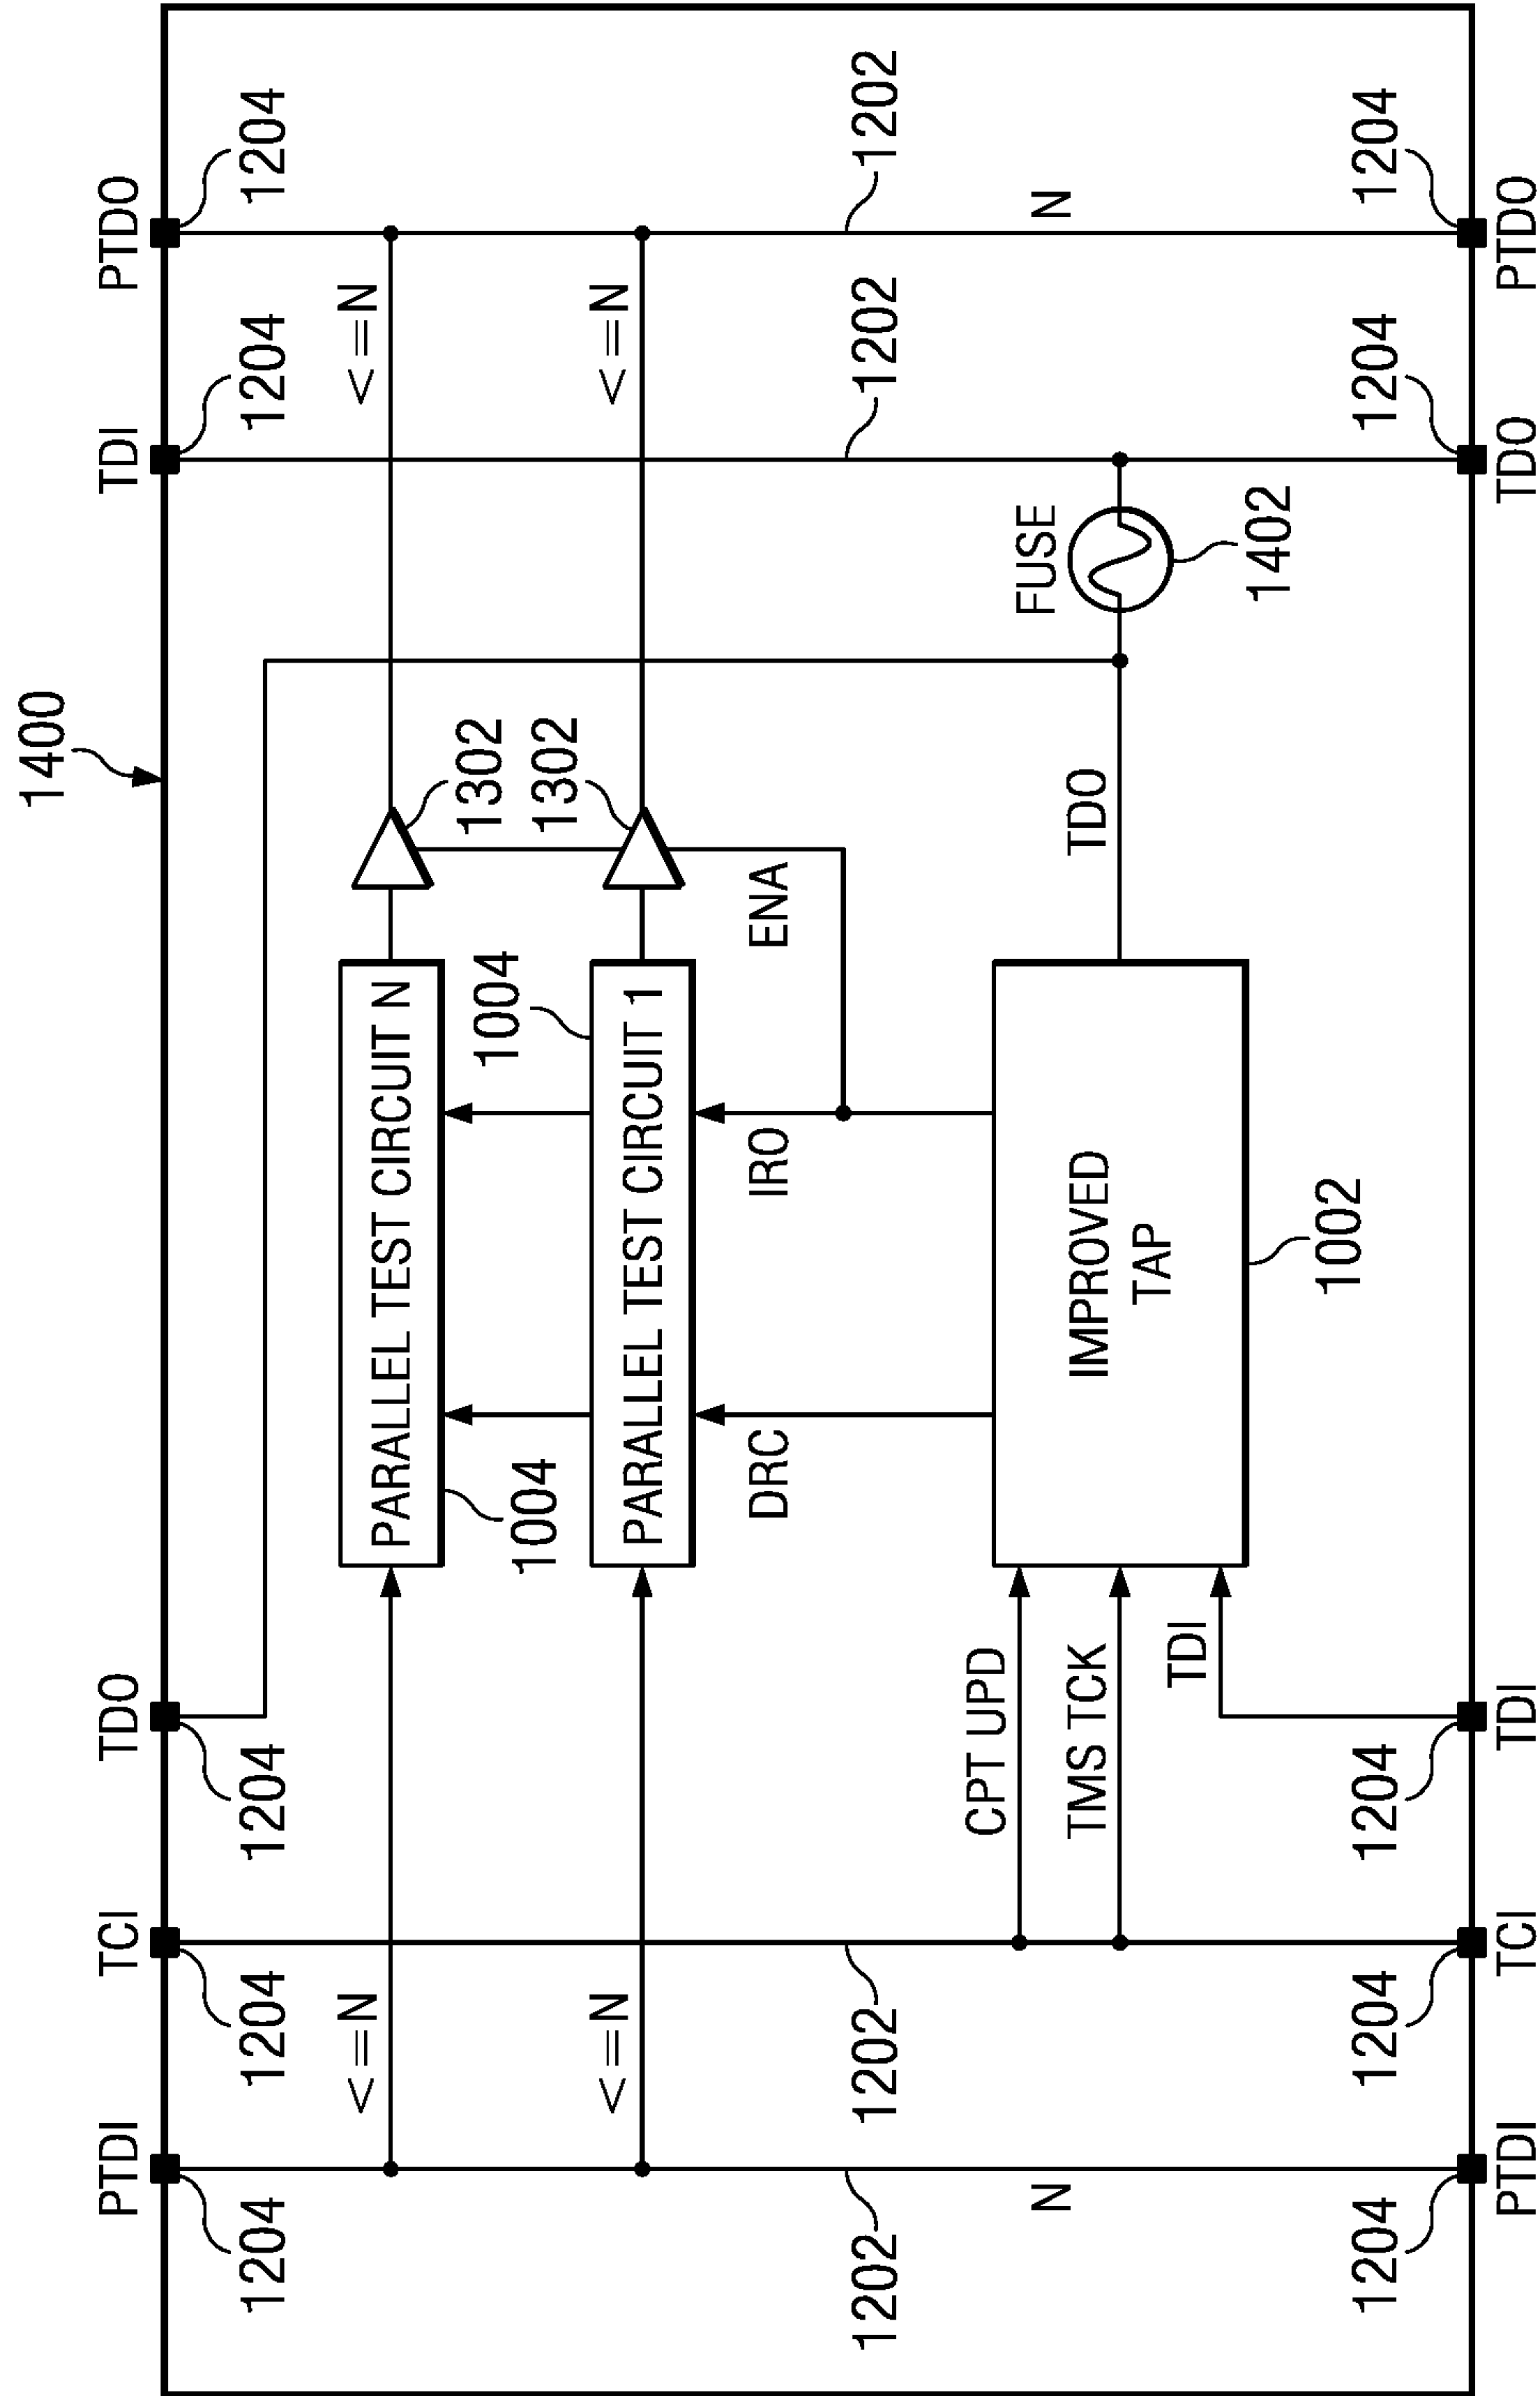 1400
PTDI
TCI
TDO
TDI
PTDO
1204
1204
1204
1204
1204
<=N
<=N
PARALLEL TEST CIRCUIT N
1302
1004
1004
1302
<=N
<=N
PARALLEL TEST CIRCUIT 1
DRC
IRO
ENA
1202
1202
1202
1202
CPT UPD
FUSE
N
N
TMS TCK
IMPROVED
TAP
TDO
TDI
1402
1002
1204
1204
1204
1204
1204
PTDI
TCI
TDI
TDO
PTDO